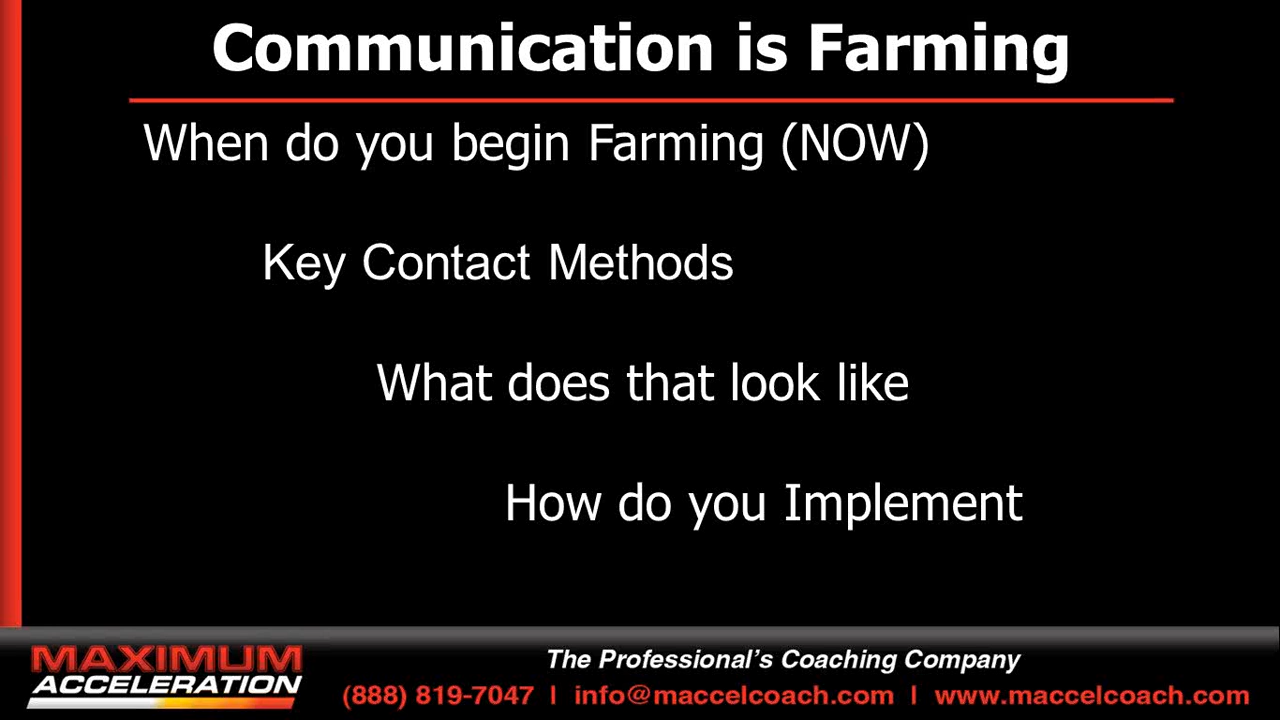 Communication is Farming
When do you begin Farming (NOW)
Key Contact Methods
What does that look like
How do you Implement
MAXIMUM
ACCELERATION
The Professional's Coaching Company
(888) 819-7047 | info@maccelcoach.com | www.maccelcoach.com